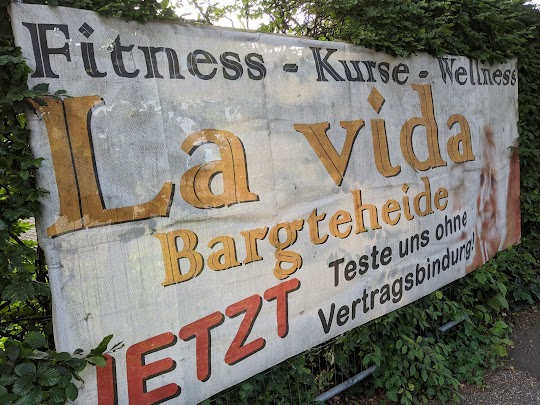 Fitness - Kurse - Wellness
La vida
Bargteheide
JETZT
Teste uns ohne
Vertragsbindung!